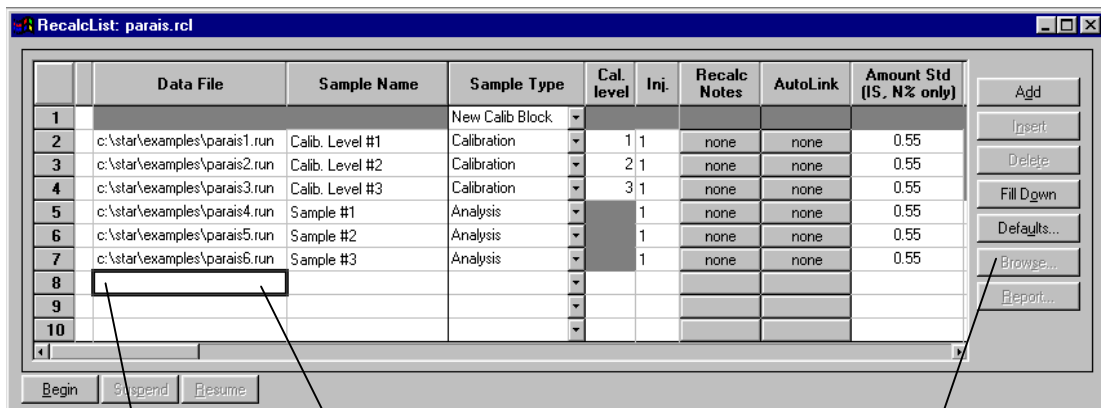 RecalcList: parais.rcl
Data File Sample Name Sample Type Cal. level Inj. Recalc Notes AutoLink Amount Std (IS, N% only)
1 New Calib Block
2 c:\star\examples\parais1.run Calib. Level #1 Calibration 1 1 none none 0.55
3 c:\star\examples\parais2.run Calib. Level #2 Calibration 2 1 none none 0.55
4 c:\star\examples\parais3.run Calib. Level #3 Calibration 3 1 none none 0.55
5 c:\star\examples\parais4.run Sample #1 Analysis 1 none none 0.55
6 c:\star\examples\parais5.run Sample #2 Analysis 1 none none 0.55
7 c:\star\examples\parais6.run Sample #3 Analysis 1 none none 0.55
8
9
10
Add
Insert
Delete
Fill Down
Defaults...
Browse...
Report...
Begin Suspend Resume